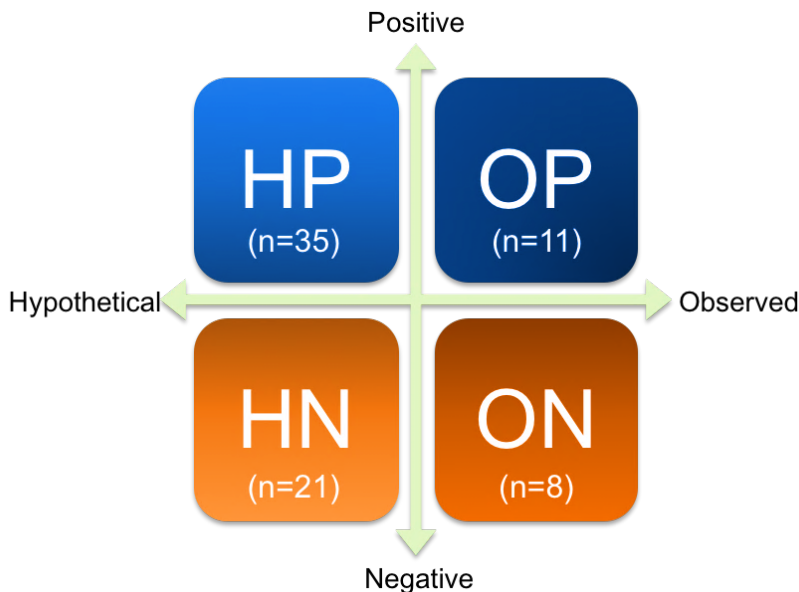 Positive
HP
(n=35)
OP
(n=11)
Hypothetical
Observed
HN
(n=21)
ON
(n=8)
Negative